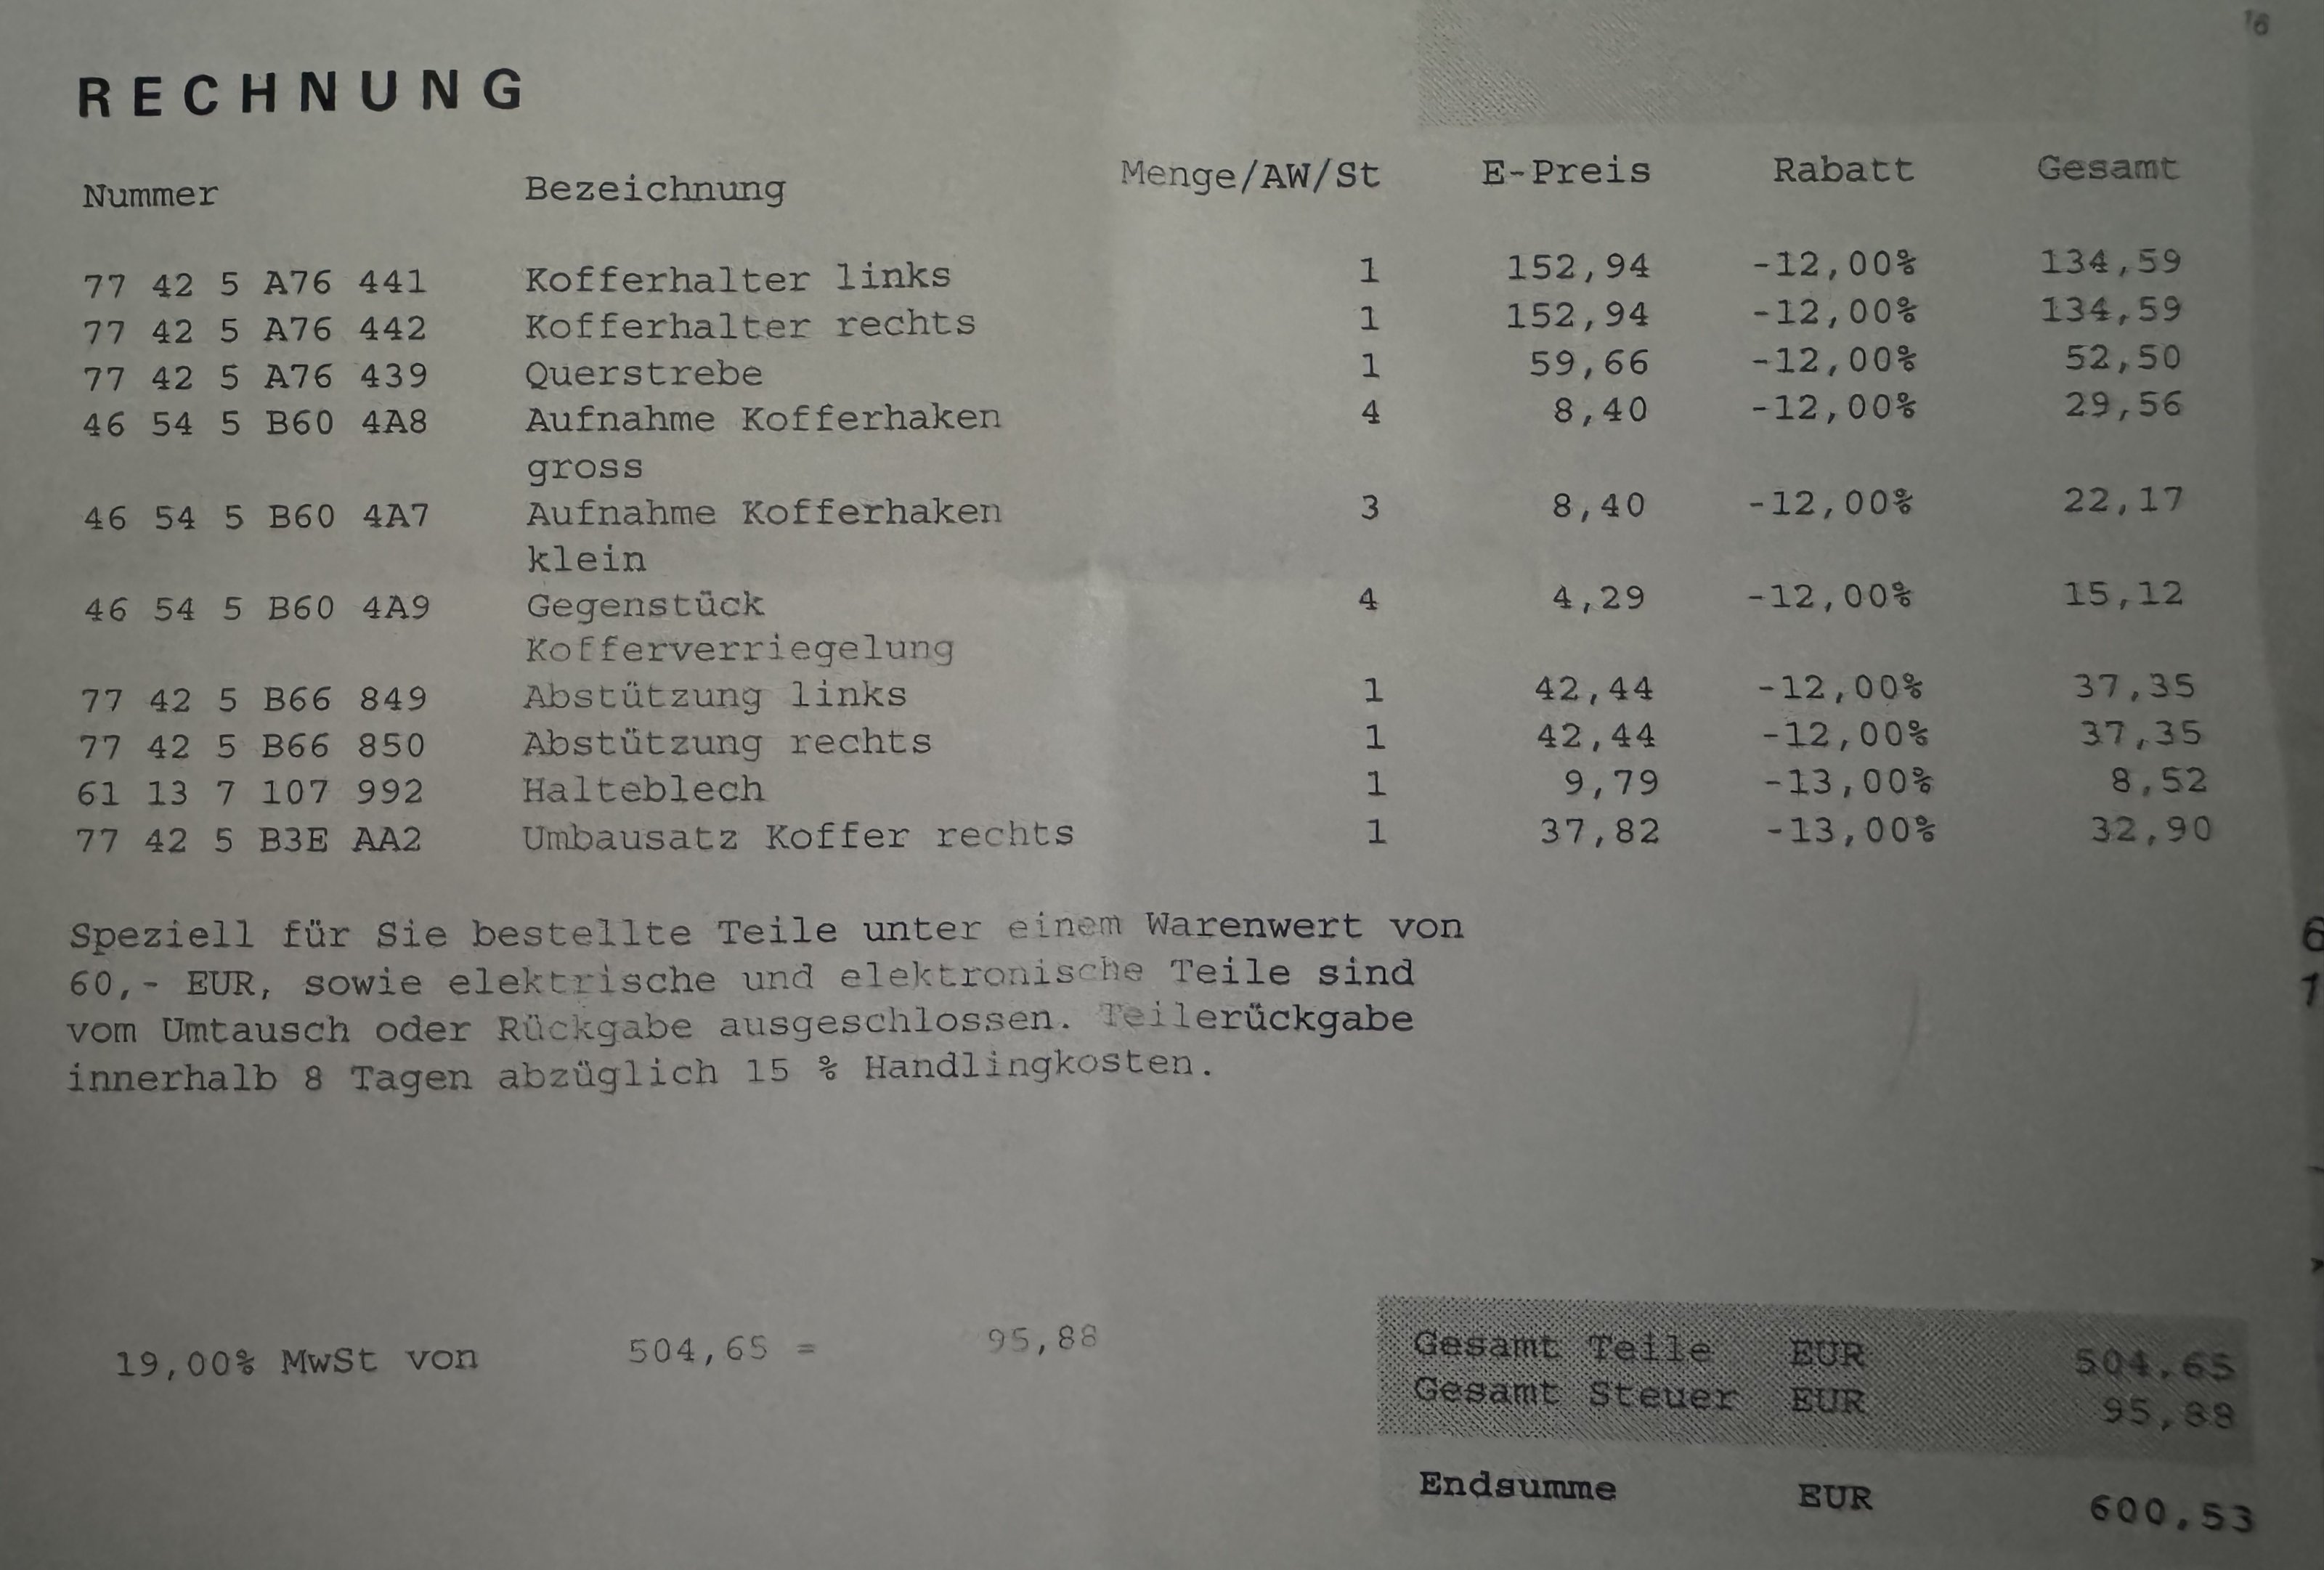 16
RECHNUNG
Nummer Bezeichnung Menge/AW/St E-Preis Rabatt Gesamt
77 42 5 A76 441 Kofferhalter links 1 152,94 -12,00% 134,59
77 42 5 A76 442 Kofferhalter rechts 1 152,94 -12,00% 134,59
77 42 5 A76 439 Querstrebe 1 59,66 -12,00% 52,50
46 54 5 B60 4A8 Aufnahme Kofferhaken 4 8,40 -12,00% 29,56
gross
46 54 5 B60 4A7 Aufnahme Kofferhaken 3 8,40 -12,00% 22,17
klein
46 54 5 B60 4A9 Gegenstück 4 4,29 -12,00% 15,12
Kofferverriegelung
77 42 5 B66 849 Abstützung links 1 42,44 -12,00% 37,35
77 42 5 B66 850 Abstützung rechts 1 42,44 -12,00% 37,35
61 13 7 107 992 Halteblech 1 9,79 -13,00% 8,52
77 42 5 B3E AA2 Umbausatz Koffer rechts 1 37,82 -13,00% 32,90
Speziell für Sie bestellte Teile unter einem Warenwert von
60,- EUR, sowie elektrische und elektronische Teile sind
vom Umtausch oder Rückgabe ausgeschlossen. Teilerückgabe
innerhalb 8 Tagen abzüglich 15 % Handlingkosten.
19,00% MwSt von 504,65 = 95,88
Gesamt Teile EUR 504,65
Gesamt Steuer EUR 95,88
Endsumme EUR 600,53